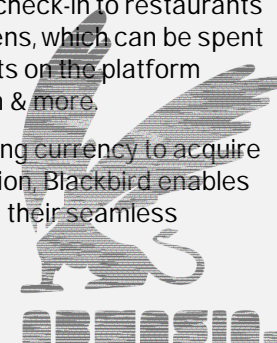 check-in to restaurants
ens, which can be spent
ts on the platform
n & more.
ng currency to acquire
ion, Blackbird enables
their seamless